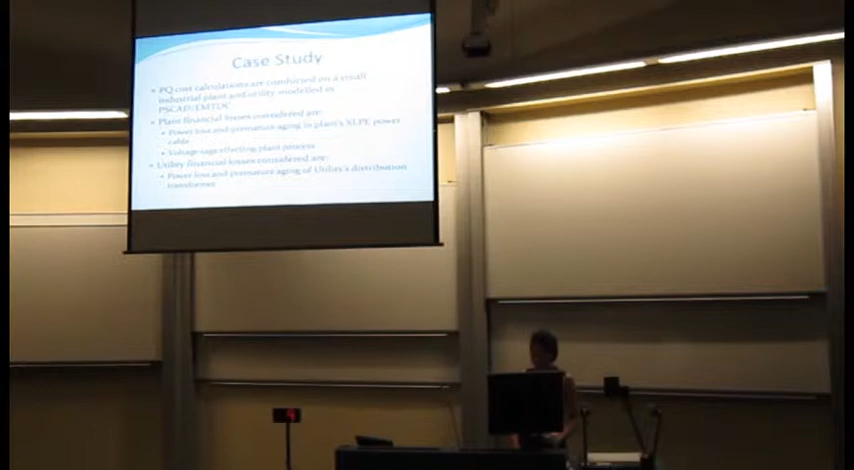 Case Study
PQ cost calculations are conducted on a small
industrial plant and utility modelled in
PSCAD/EMTDC
Plant financial losses considered are:
Power loss and premature aging in plant's XLPE power
cable
Voltage sags effecting plant process
Utility financial losses considered are:
Power loss and premature aging of Utility's distribution
transformer